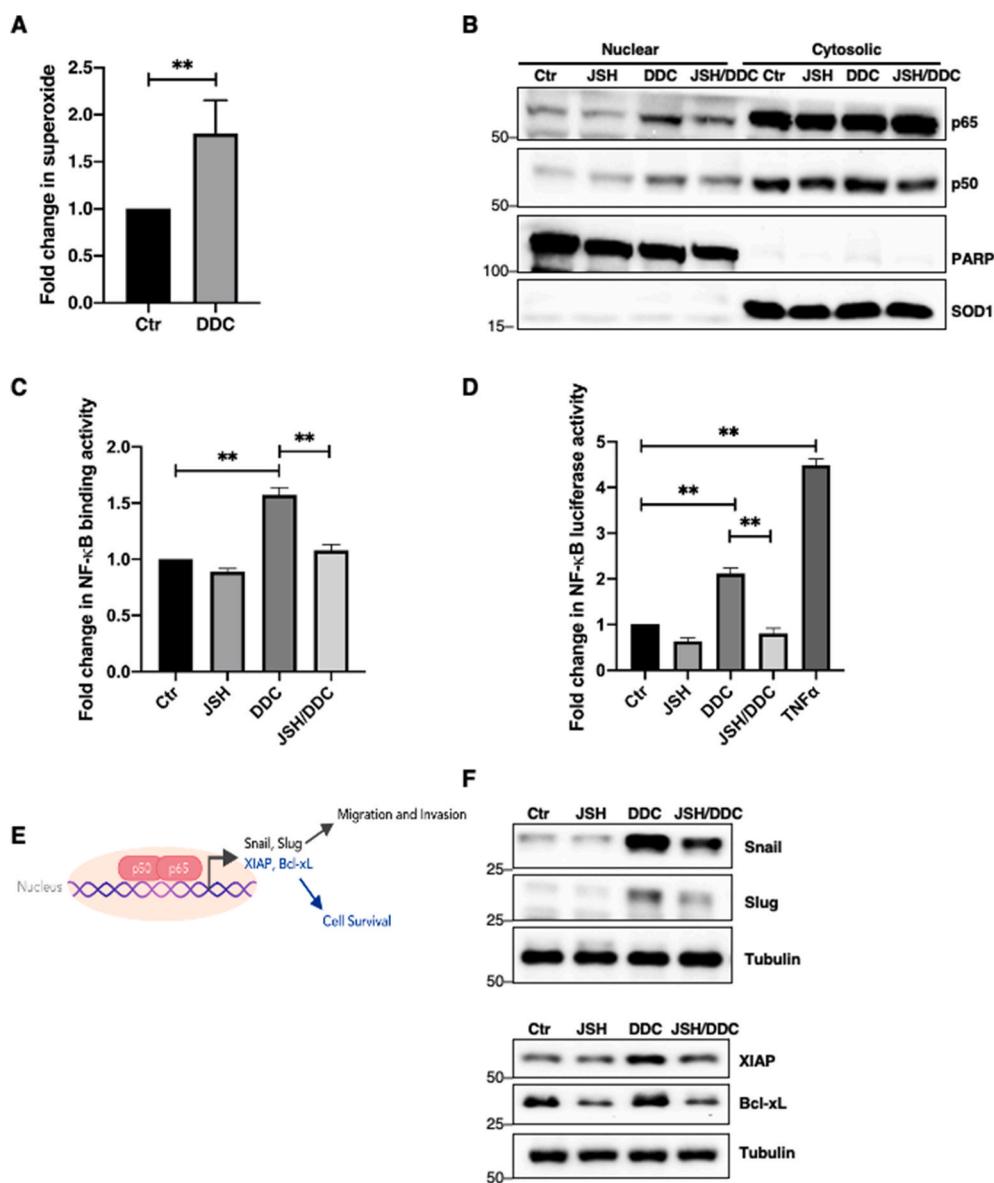 A
Fold change in superoxide
2.5
2.0
1.5
1.0
0.5
0.0
**
Ctr
DDC
B
Nuclear Cytosolic
Ctr JSH DDC JSH/DDC Ctr JSH DDC JSH/DDC
50
p65
50
p50
100
PARP
15
SOD1
C
Fold change in NF-κB binding activity
2.0
1.5
1.0
0.5
0.0
**
**
Ctr
JSH
DDC
JSH/DDC
D
Fold change in NF-κB luciferase activity
5
4
3
2
1
0
**
**
**
Ctr
JSH
DDC
JSH/DDC
TNFα
E
Migration and Invasion
Snail, Slug
XIAP, Bcl-xL
p50 p65
Nucleus
Cell Survival
F
Ctr JSH DDC JSH/DDC
Snail
25
Slug
25
Tubulin
50
Ctr JSH DDC JSH/DDC
XIAP
50
Bcl-xL
25
Tubulin
50